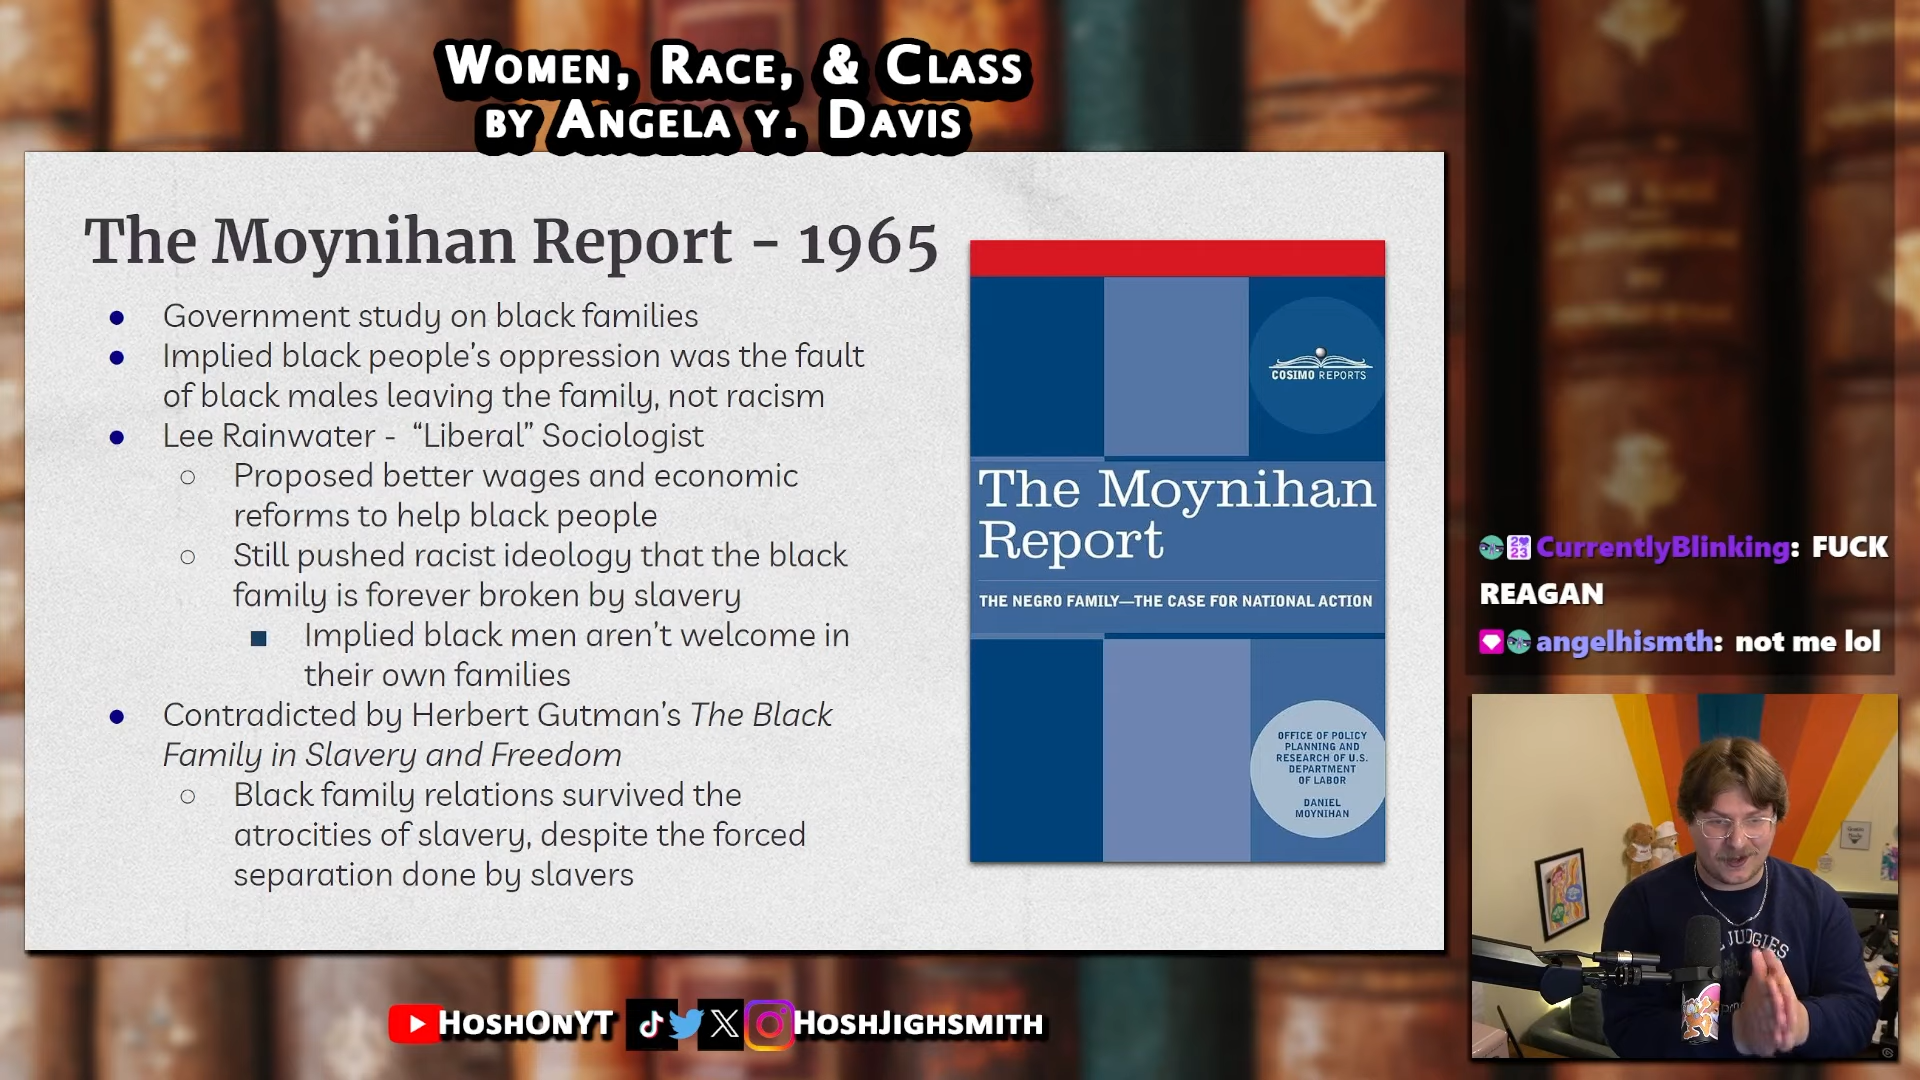 WOMEN, RACE, & CLASS
BY ANGELA Y. DAVIS
The Moynihan Report - 1965
● Government study on black families
● Implied black people's oppression was the fault
of black males leaving the family, not racism
● Lee Rainwater - “Liberal” Sociologist
○ Proposed better wages and economic
reforms to help black people
○ Still pushed racist ideology that the black
family is forever broken by slavery
■ Implied black men aren't welcome in
their own families
● Contradicted by Herbert Gutman's The Black
Family in Slavery and Freedom
○ Black family relations survived the
atrocities of slavery, despite the forced
separation done by slavers
COSIMO REPORTS
The Moynihan
Report
THE NEGRO FAMILY—THE CASE FOR NATIONAL ACTION
OFFICE OF POLICY
PLANNING AND
RESEARCH OF U.S.
DEPARTMENT
OF LABOR
DANIEL
MOYNIHAN
CurrentlyBlinking: FUCK
REAGAN
angelhismth: not me lol
JUDGIES
HOSHONYT
HOSHJIGHSMITH